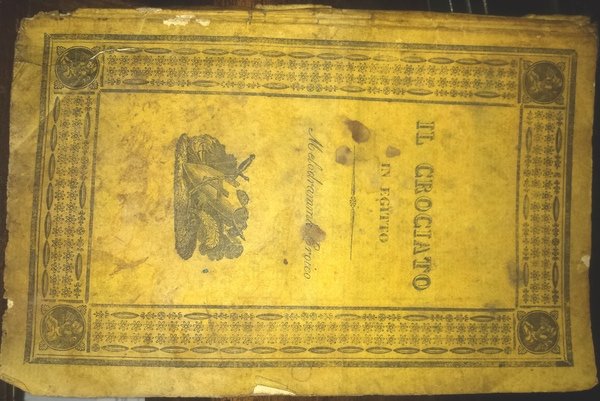 IL CROCIATO
IN EGITTO
Melodramma Eroico